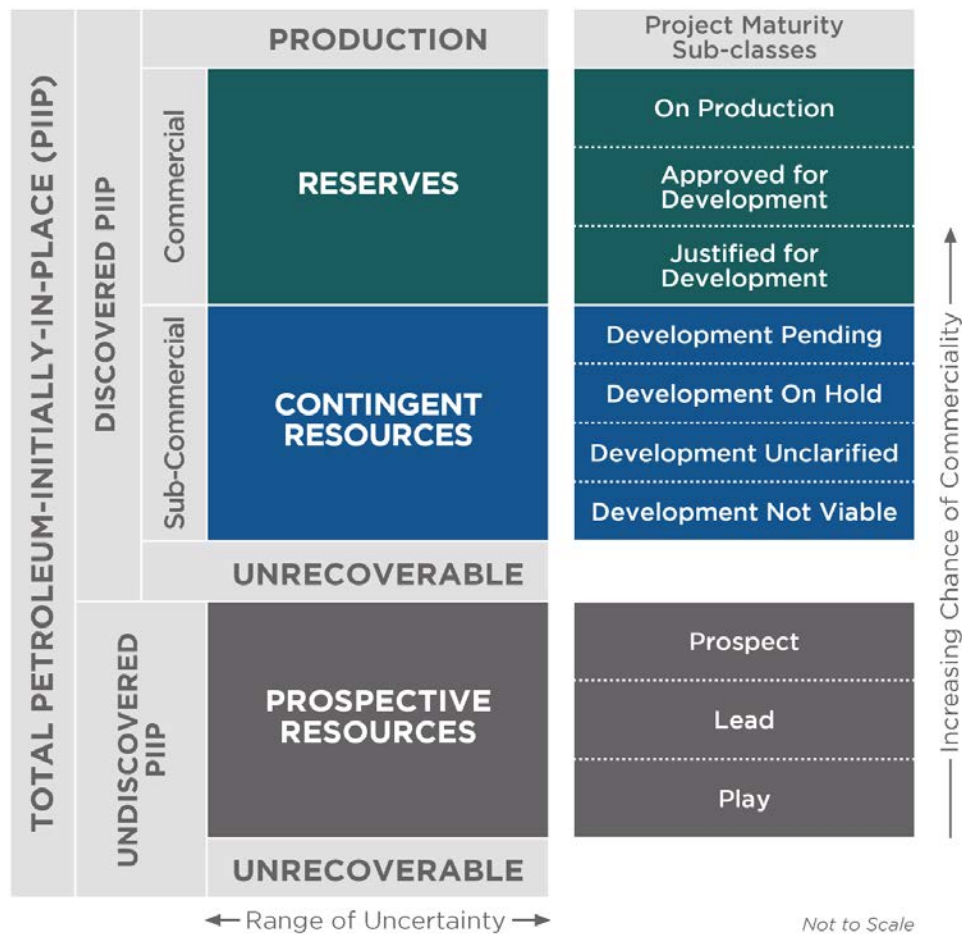 TOTAL PETROLEUM-INITIALLY-IN-PLACE (PIIP)
DISCOVERED PIIP
UNDISCOVERED
PIIP
Commercial
Sub-Commercial
PRODUCTION
RESERVES
CONTINGENT
RESOURCES
UNRECOVERABLE
PROSPECTIVE
RESOURCES
UNRECOVERABLE
Range of Uncertainty
Project Maturity
Sub-classes
On Production
Approved for
Development
Justified for
Development
Development Pending
Development On Hold
Development Unclarified
Development Not Viable
Prospect
Lead
Play
Increasing Chance of Commerciality
Not to Scale